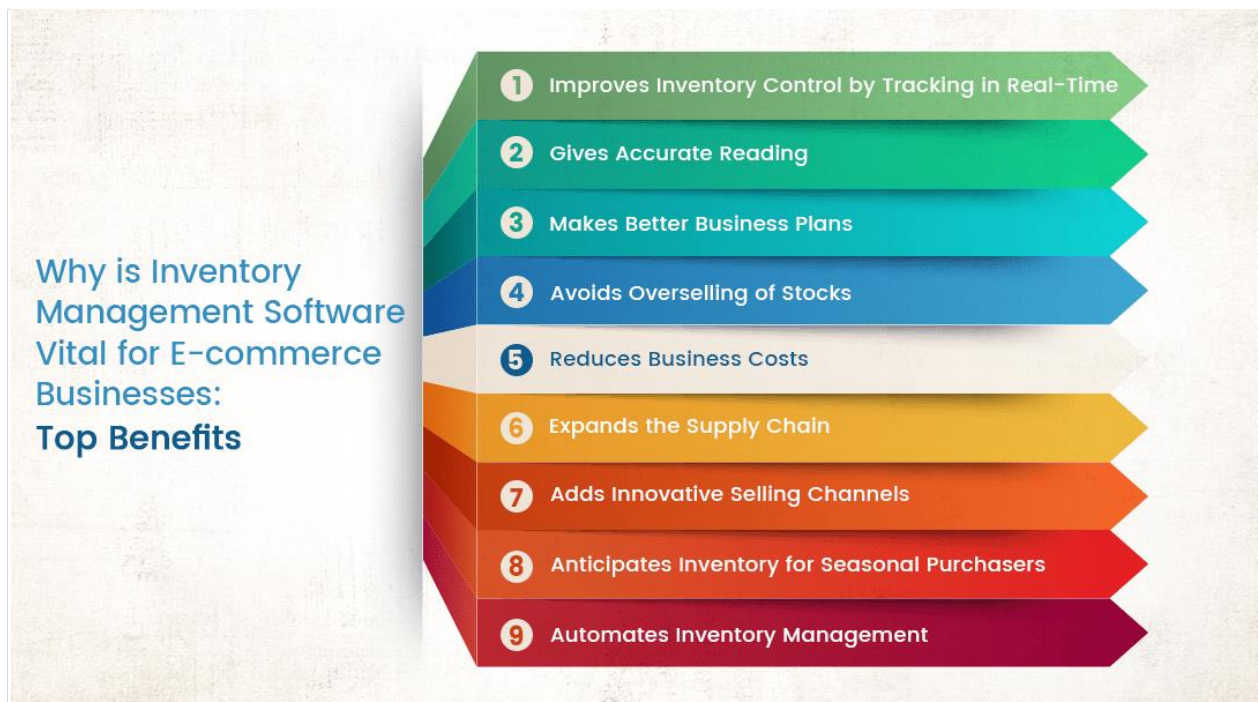 Why is Inventory
Management Software
Vital for E-commerce
Businesses:
Top Benefits
1 Improves Inventory Control by Tracking in Real-Time
2 Gives Accurate Reading
3 Makes Better Business Plans
4 Avoids Overselling of Stocks
5 Reduces Business Costs
6 Expands the Supply Chain
7 Adds Innovative Selling Channels
8 Anticipates Inventory for Seasonal Purchasers
9 Automates Inventory Management